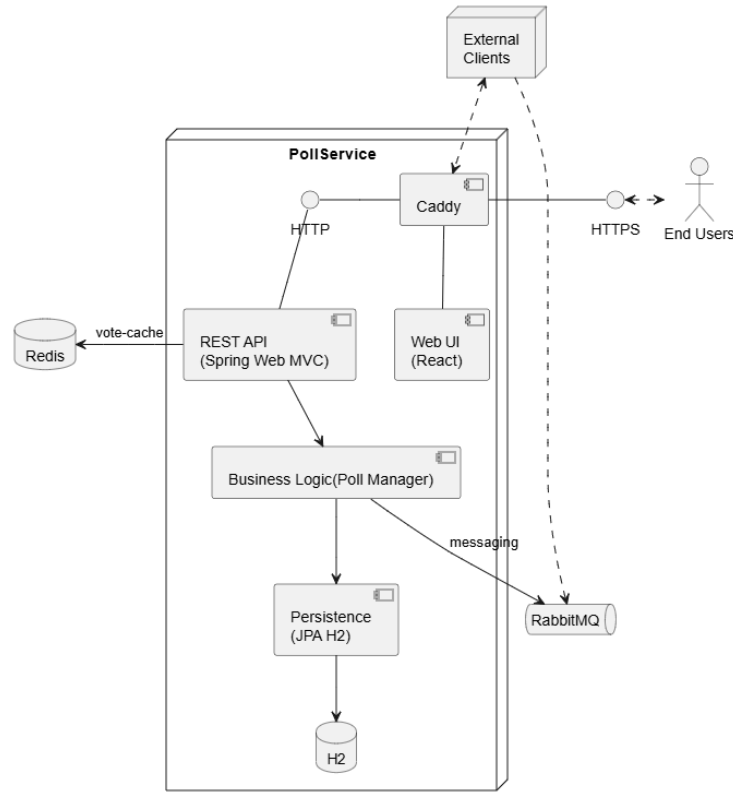 External
Clients
PollService
Caddy
HTTP
HTTPS
End Users
vote-cache
Redis
REST API
(Spring Web MVC)
Web UI
(React)
Business Logic(Poll Manager)
messaging
Persistence
(JPA H2)
RabbitMQ
H2